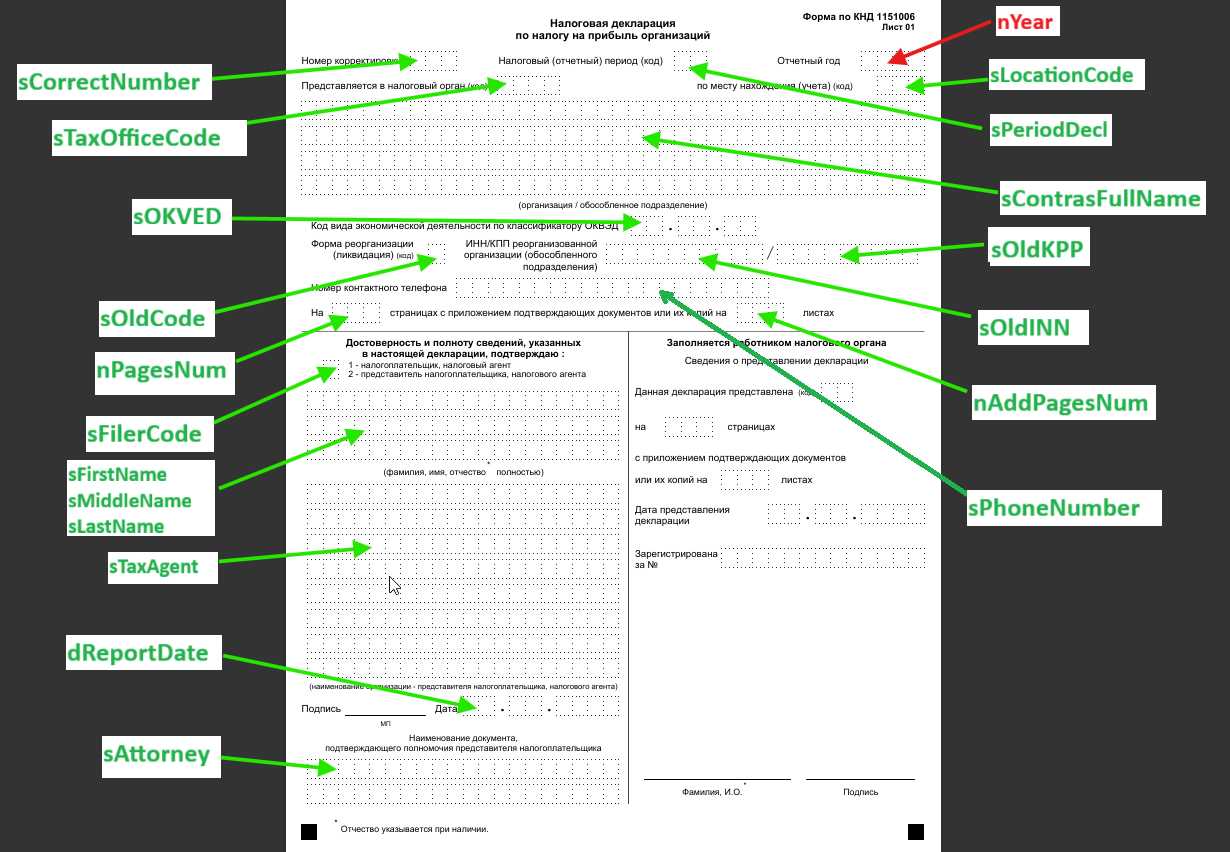 Форма по КНД 1151006
Лист 01
nYear
Налоговая декларация
по налогу на прибыль организаций
Номер корректировки
Налоговый (отчетный) период (код)
Отчетный год
sCorrectNumber
sLocationCode
Представляется в налоговый орган (код)
по месту нахождения (учета) (код)
sTaxOfficeCode
sPeriodDecl
sContrasFullName
(организация / обособленное подразделение)
sOKVED
Код вида экономической деятельности по классификатору ОКВЭД
. .
Форма реорганизации
(ликвидация) (код)
ИНН/КПП реорганизованной
организации (обособленного
подразделения)
/
sOldKPP
Номер контактного телефона
sOldCode
На
страницах с приложением подтверждающих документов или их копий на
листах
sOldINN
nPagesNum
Достоверность и полноту сведений, указанных
в настоящей декларации, подтверждаю :
1 - налогоплательщик, налоговый агент
2 - представитель налогоплательщика, налогового агента
Заполняется работником налогового органа
Сведения о представлении декларации
Данная декларация представлена (код)
nAddPagesNum
sFilerCode
на
страницах
sFirstName
sMiddleName
sLastName
(фамилия, имя, отчество * полностью)
с приложением подтверждающих документов
или их копий на
листах
sPhoneNumber
Дата представления
декларации
. .
sTaxAgent
Зарегистрирована
за №
dReportDate
(наименование организации - представителя налогоплательщика, налогового агента)
Подпись
Дата
. .
МП
Наименование документа,
подтверждающего полномочия представителя налогоплательщика
sAttorney
Фамилия, И.О. *
Подпись
* Отчество указывается при наличии.